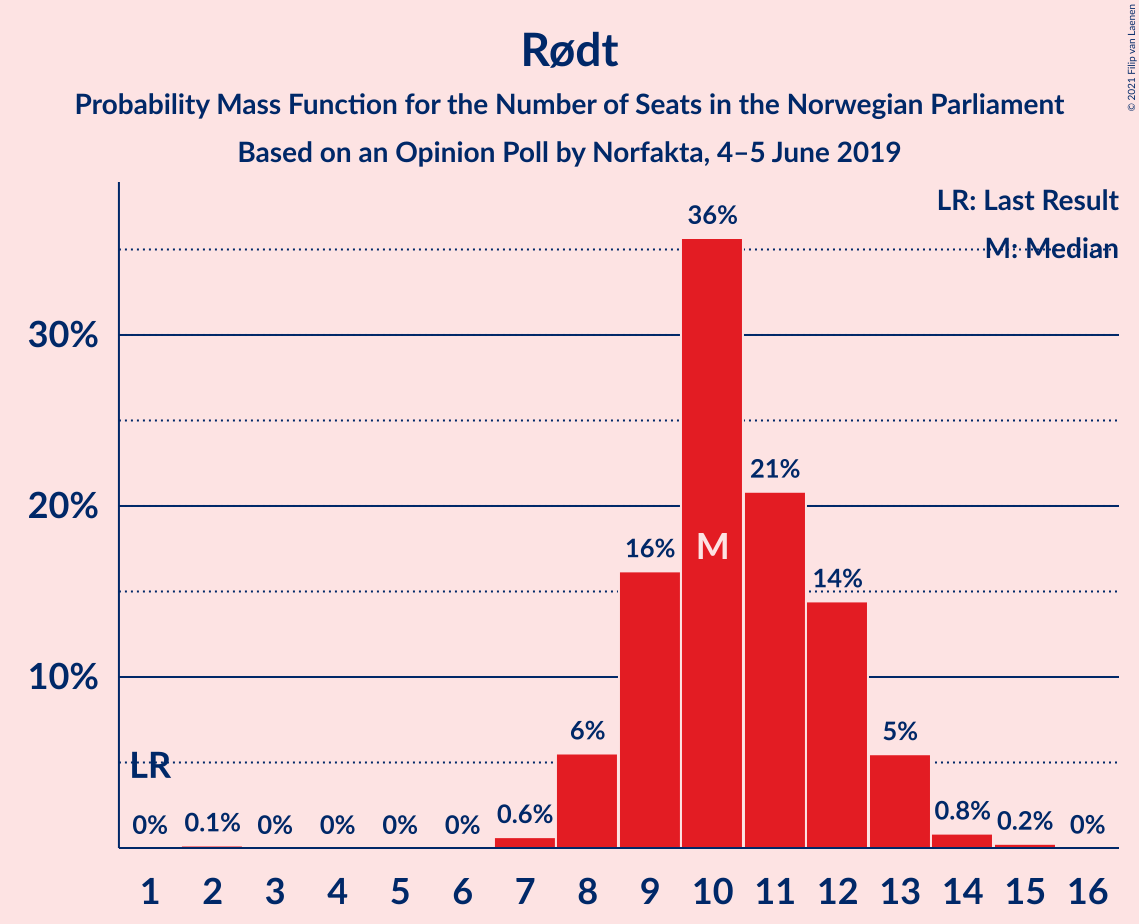 © 2021 Filip van Laenen
Rødt
Probability Mass Function for the Number of Seats in the Norwegian Parliament
Based on an Opinion Poll by Norfakta, 4–5 June 2019
LR: Last Result
M: Median
30%
20%
10%
36%
21%
16%
M
14%
6%
5%
LR
0% 0.1% 0% 0% 0% 0% 0.6% 0.8% 0.2% 0%
1 2 3 4 5 6 7 8 9 10 11 12 13 14 15 16